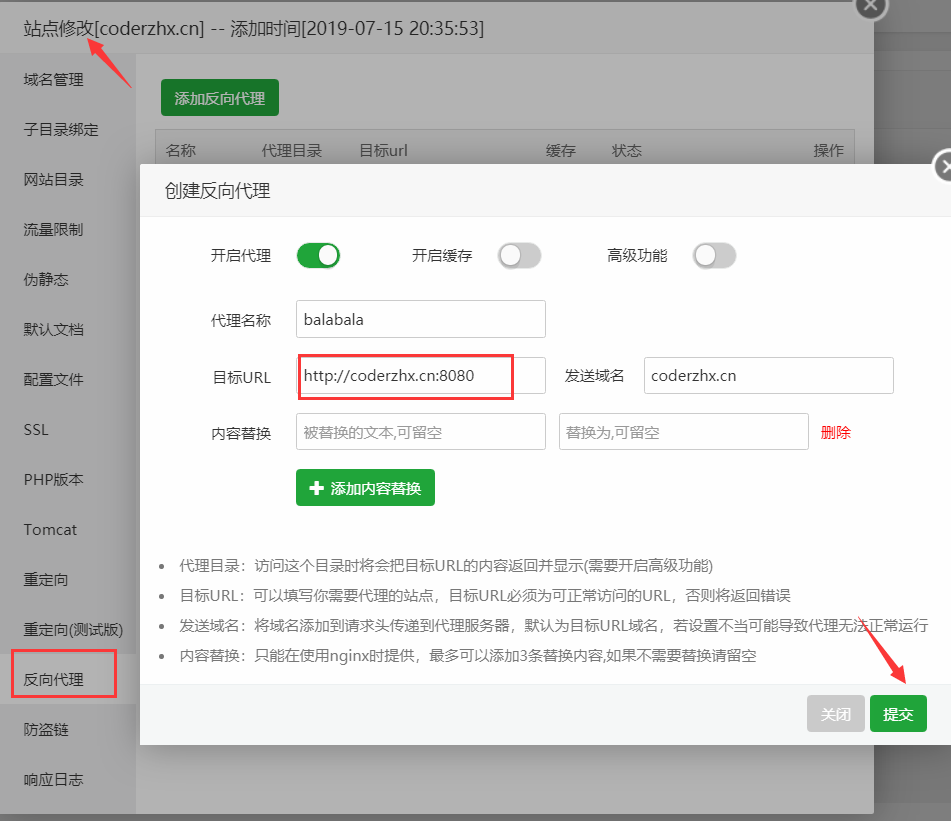 站点修改[coderzhx.cn] -- 添加时间[2019-07-15 20:35:53]
域名管理
子目录绑定
网站目录
流量限制
伪静态
默认文档
配置文件
SSL
PHP版本
Tomcat
重定向
重定向(测试版)
反向代理
防盗链
响应日志
添加反向代理
名称 代理目录 目标url 缓存 状态 操作
创建反向代理
开启代理 开启缓存 高级功能
代理名称 balabala
目标URL http://coderzhx.cn:8080 发送域名 coderzhx.cn
内容替换 被替换的文本,可留空 替换为,可留空 删除
添加内容替换
代理目录：访问这个目录时将会把目标URL的内容返回并显示(需要开启高级功能)
目标URL：可以填写你需要代理的站点，目标URL必须为可正常访问的URL，否则将返回错误
发送域名：将域名添加到请求头传递到代理服务器，默认为目标URL域名，若设置不当可能导致代理无法正常运行
内容替换：只能在使用nginx时提供，最多可以添加3条替换内容,如果不需要替换请留空
关闭 提交